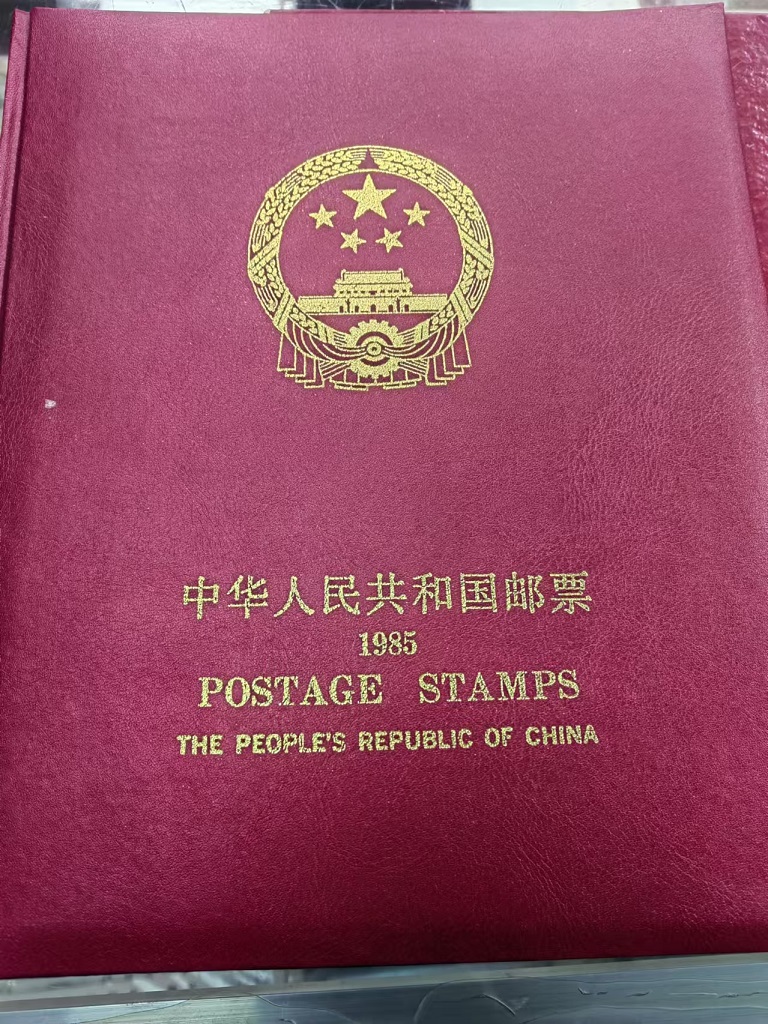 中华人民共和国邮票
1985
POSTAGE STAMPS
THE PEOPLE'S REPUBLIC OF CHINA